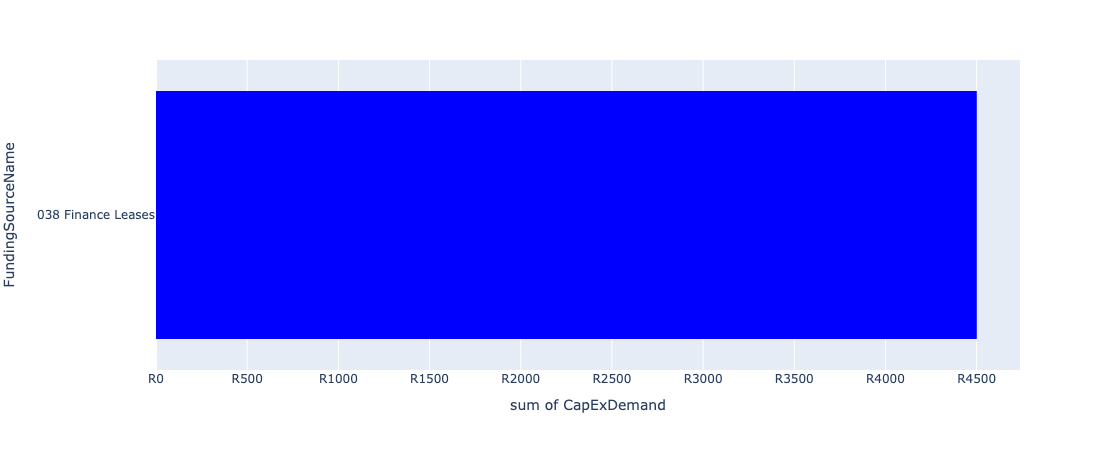 FundingSourceName
038 Finance Leases
R0 R500 R1000 R1500 R2000 R2500 R3000 R3500 R4000 R4500
sum of CapExDemand